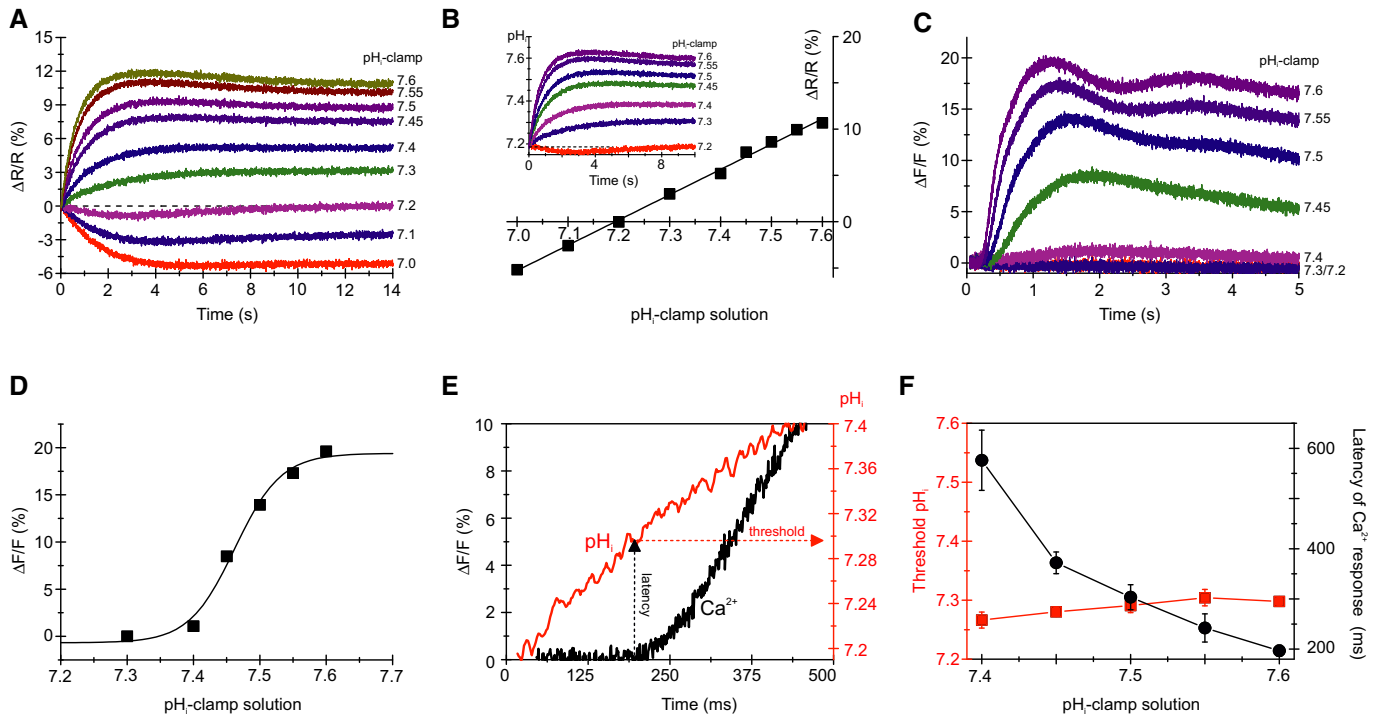 A
ΔR/R (%)
15
12
9
6
3
0
-3
-6
0 2 4 6 8 10 12 14
Time (s)
pHi-clamp
7.6
7.55
7.5
7.45
7.4
7.3
7.2
7.1
7.0
B
pHi
7.6
7.4
7.2
0 4 8
Time (s)
pHi-clamp
7.6
7.55
7.5
7.45
7.4
7.3
7.2
ΔR/R (%)
20
10
0
7.0 7.1 7.2 7.3 7.4 7.5 7.6
pHi-clamp solution
C
ΔF/F (%)
20
15
10
5
0
0 1 2 3 4 5
Time (s)
pHi-clamp
7.6
7.55
7.5
7.45
7.4
7.3/7.2
D
ΔF/F (%)
20
15
10
5
0
7.2 7.3 7.4 7.5 7.6 7.7
pHi-clamp solution
E
ΔF/F (%)
10
8
6
4
2
0
0 125 250 375 500
Time (ms)
pHi
7.4
7.36
7.32
7.28
7.24
7.2
pHi
threshold
latency
Ca²⁺
F
Threshold pHi
7.6
7.5
7.4
7.3
7.2
7.4 7.5 7.6
pHi-clamp solution
600
400
300
200
Latency of Ca²⁺ response (ms)